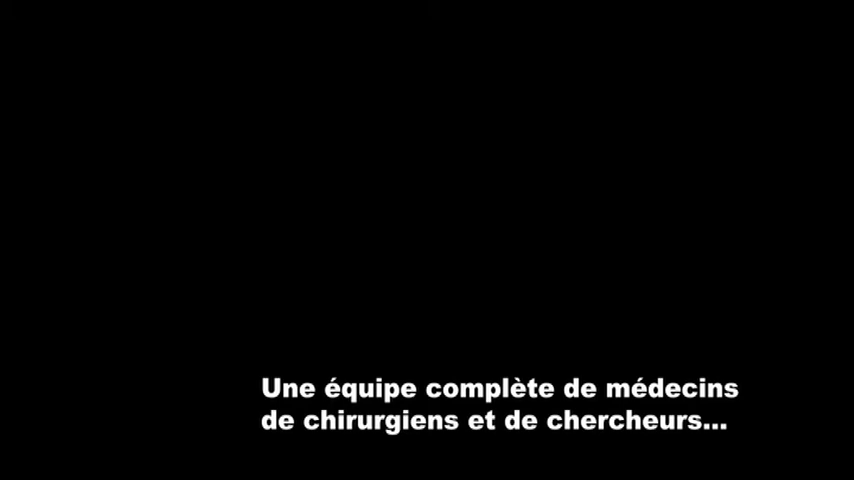 Une équipe complète de médecins
de chirurgiens et de chercheurs...